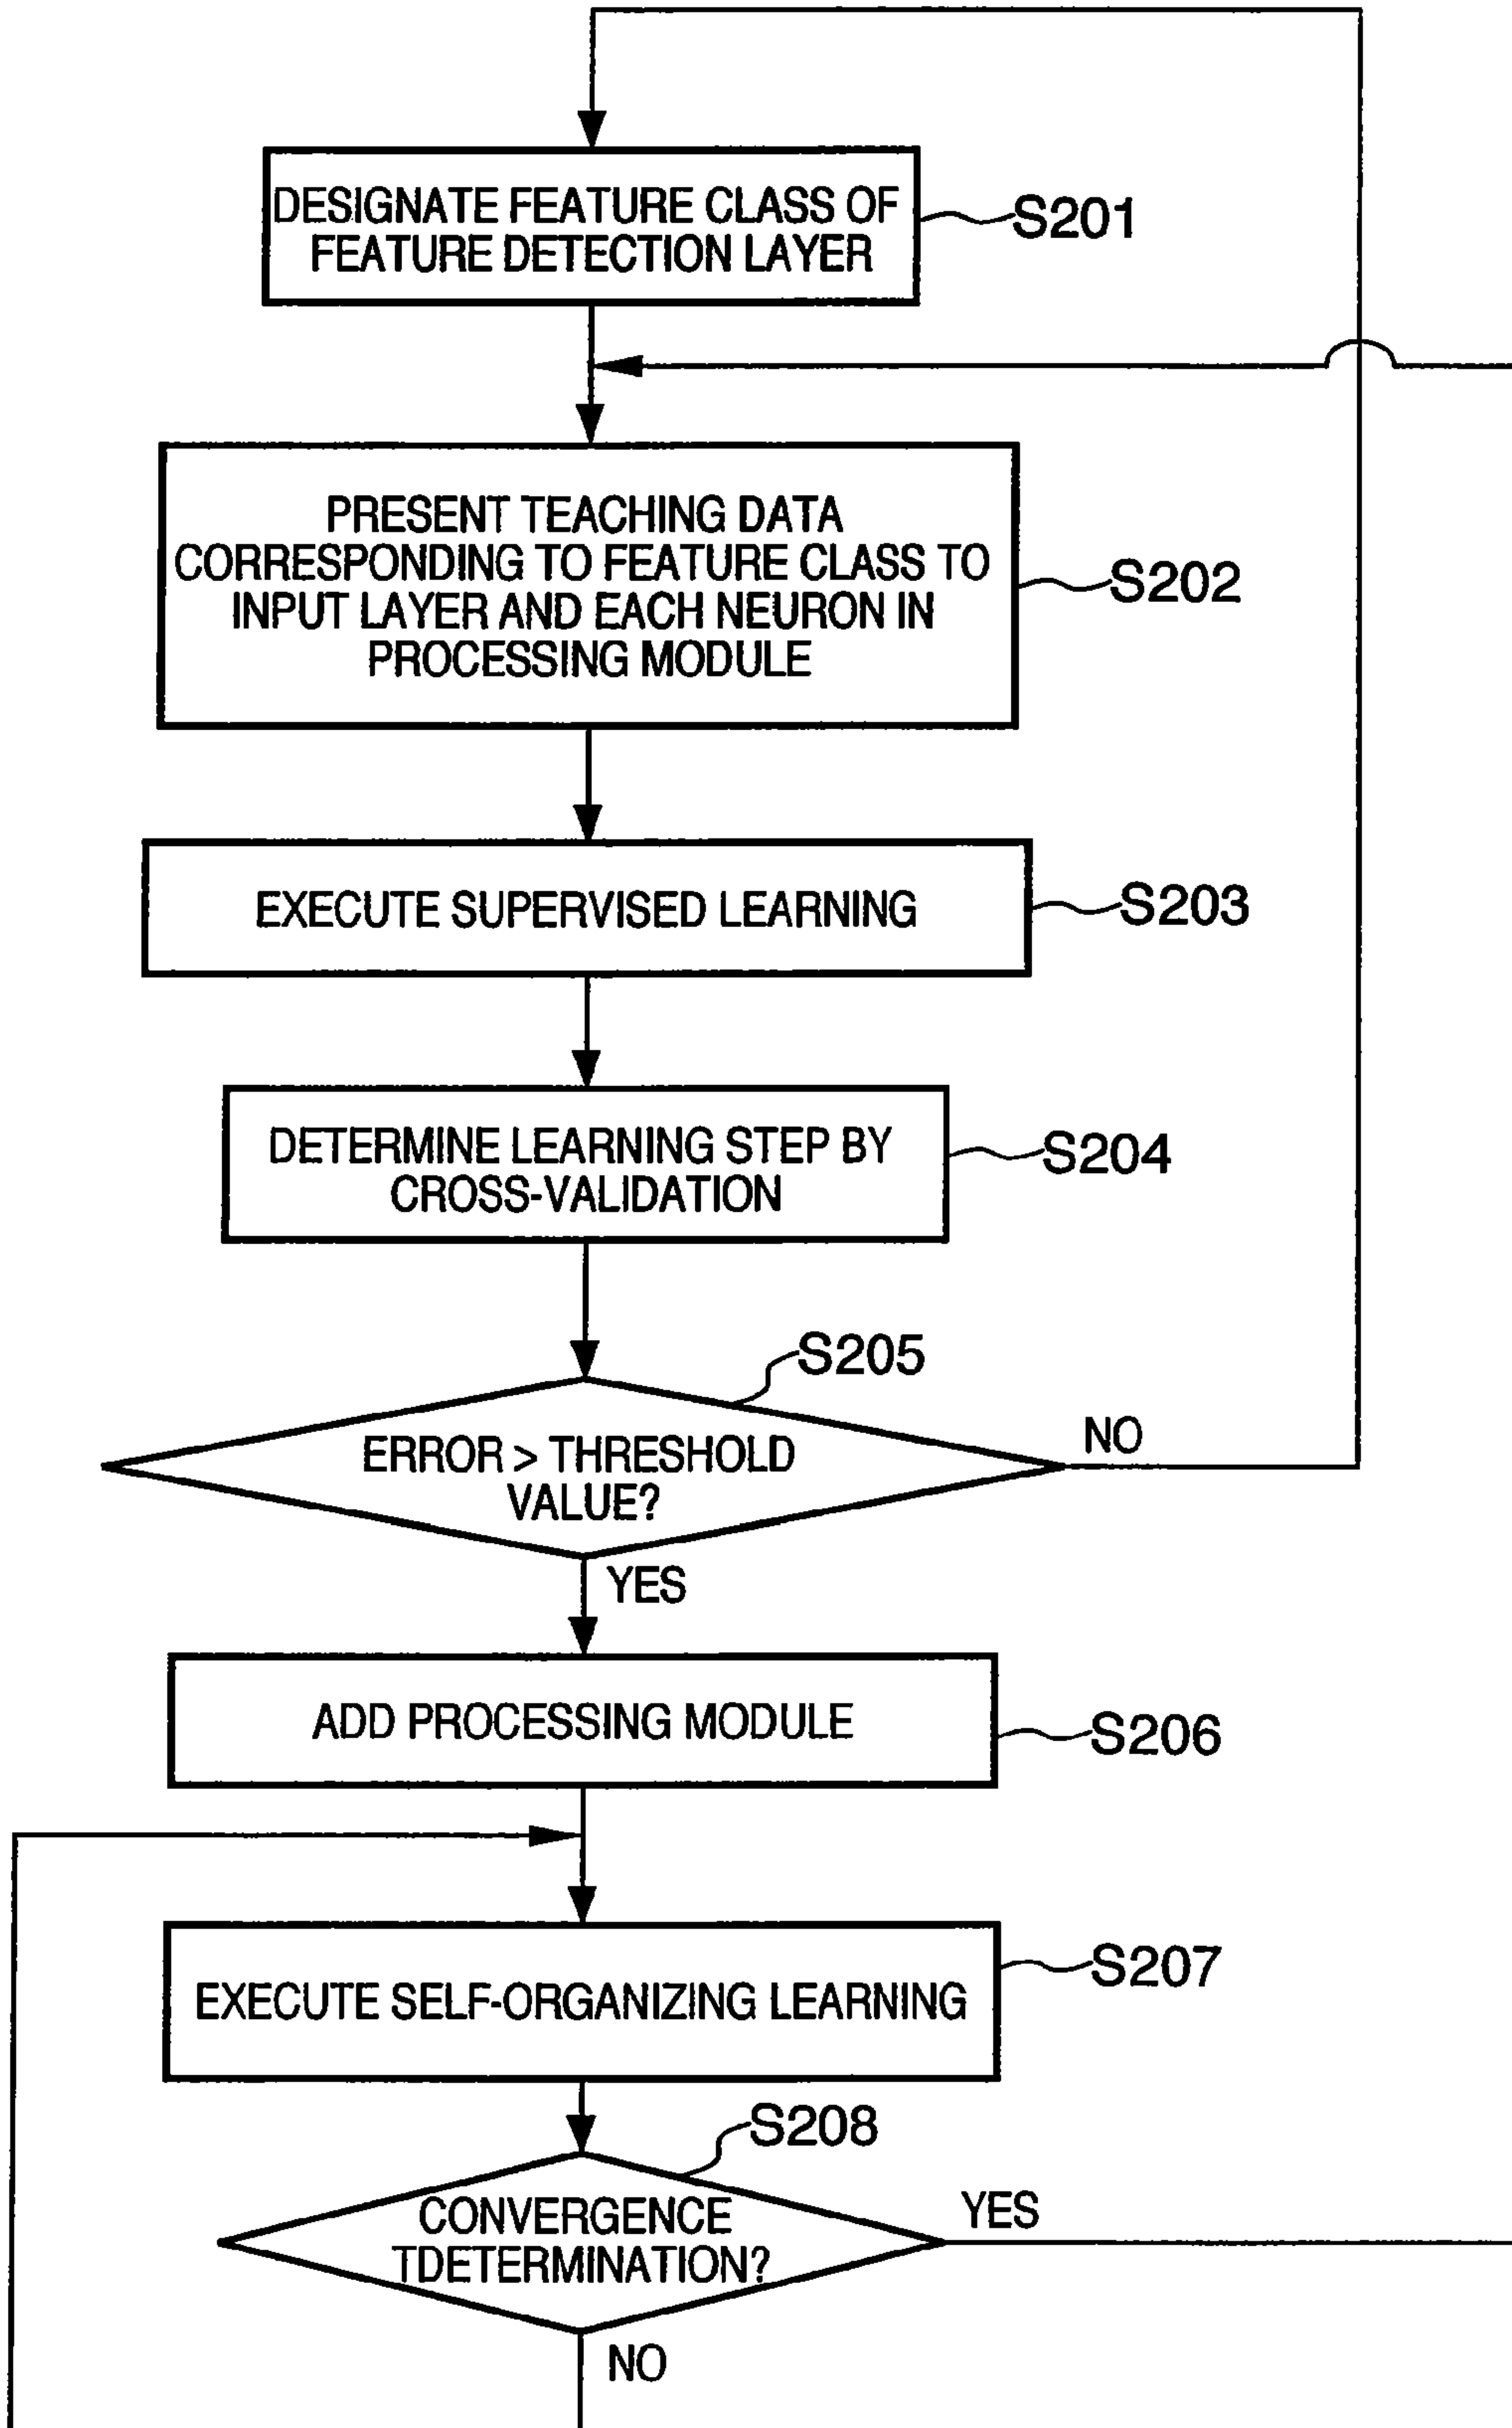 DESIGNATE FEATURE CLASS OF
FEATURE DETECTION LAYER
S201
PRESENT TEACHING DATA
CORRESPONDING TO FEATURE CLASS TO
INPUT LAYER AND EACH NEURON IN
PROCESSING MODULE
S202
EXECUTE SUPERVISED LEARNING
S203
DETERMINE LEARNING STEP BY
CROSS-VALIDATION
S204
S205
ERROR > THRESHOLD
VALUE?
NO
YES
ADD PROCESSING MODULE
S206
EXECUTE SELF-ORGANIZING LEARNING
S207
S208
CONVERGENCE
TDETERMINATION?
YES
NO